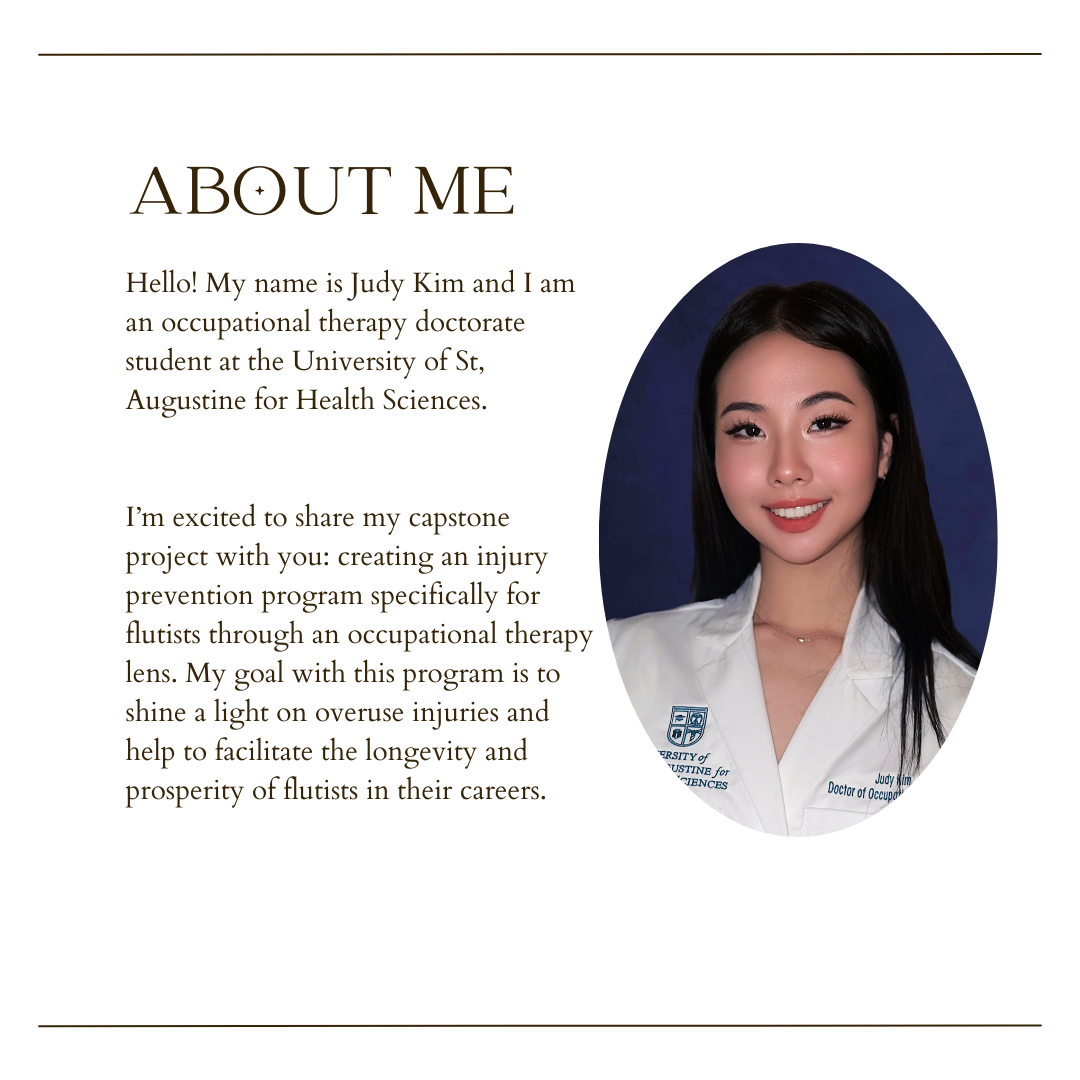 ABOUT ME
Hello! My name is Judy Kim and I am
an occupational therapy doctorate
student at the University of St,
Augustine for Health Sciences.
I'm excited to share my capstone
project with you: creating an injury
prevention program specifically for
flutists through an occupational therapy
lens. My goal with this program is to
shine a light on overuse injuries and
help to facilitate the longevity and
prosperity of flutists in their careers.
ERSITY of
USTINE for
CIENCES
Judy Kim
Doctor of Occupat